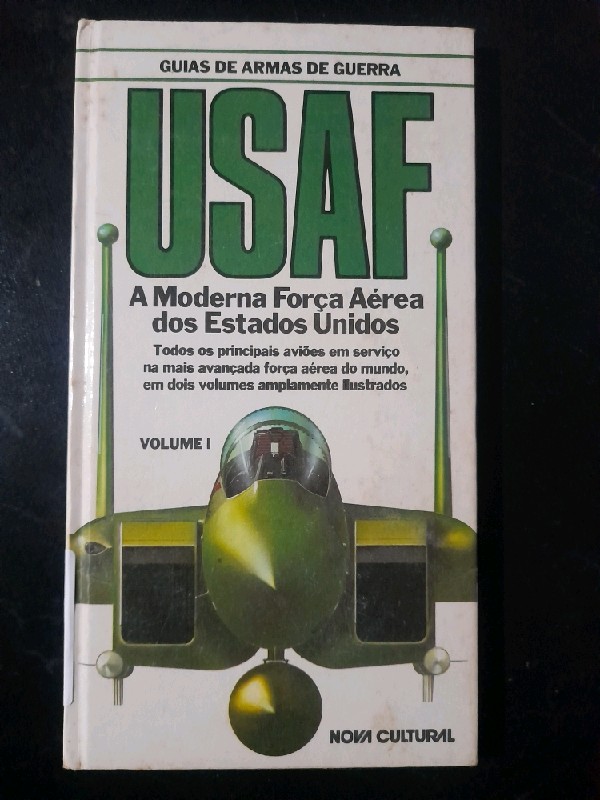 GUIAS DE ARMAS DE GUERRA
USAF
A Moderna Força Aérea
dos Estados Unidos
Todos os principais aviões em serviço
na mais avançada força aérea do mundo,
em dois volumes amplamente ilustrados
VOLUME I
NOVA CULTURAL